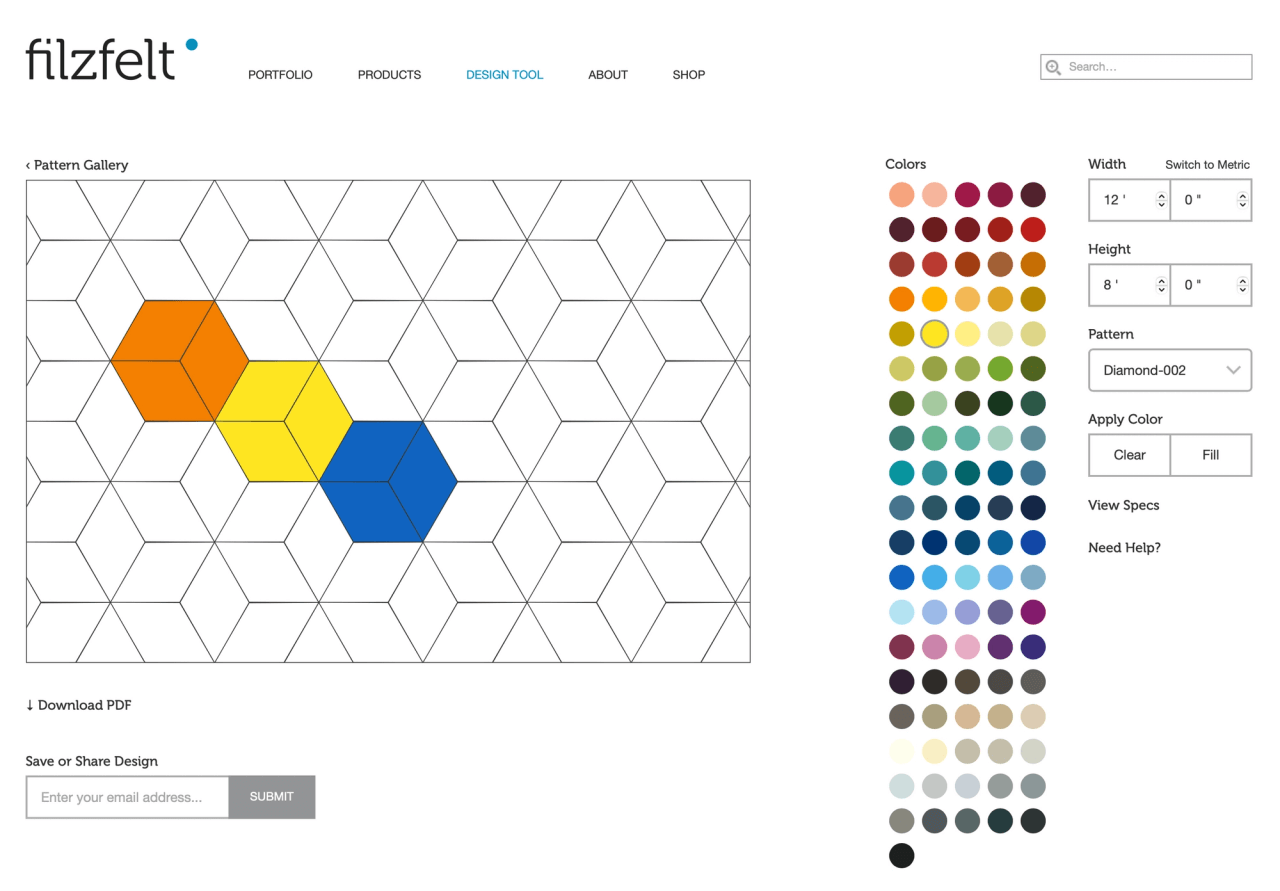 filzfelt
PORTFOLIO PRODUCTS DESIGN TOOL ABOUT SHOP
Search...
‹ Pattern Gallery
Colors
Width Switch to Metric
12 ' 0 "
Height
8 ' 0 "
Pattern
Diamond-002
Apply Color
Clear Fill
View Specs
Need Help?
↓ Download PDF
Save or Share Design
Enter your email address... SUBMIT